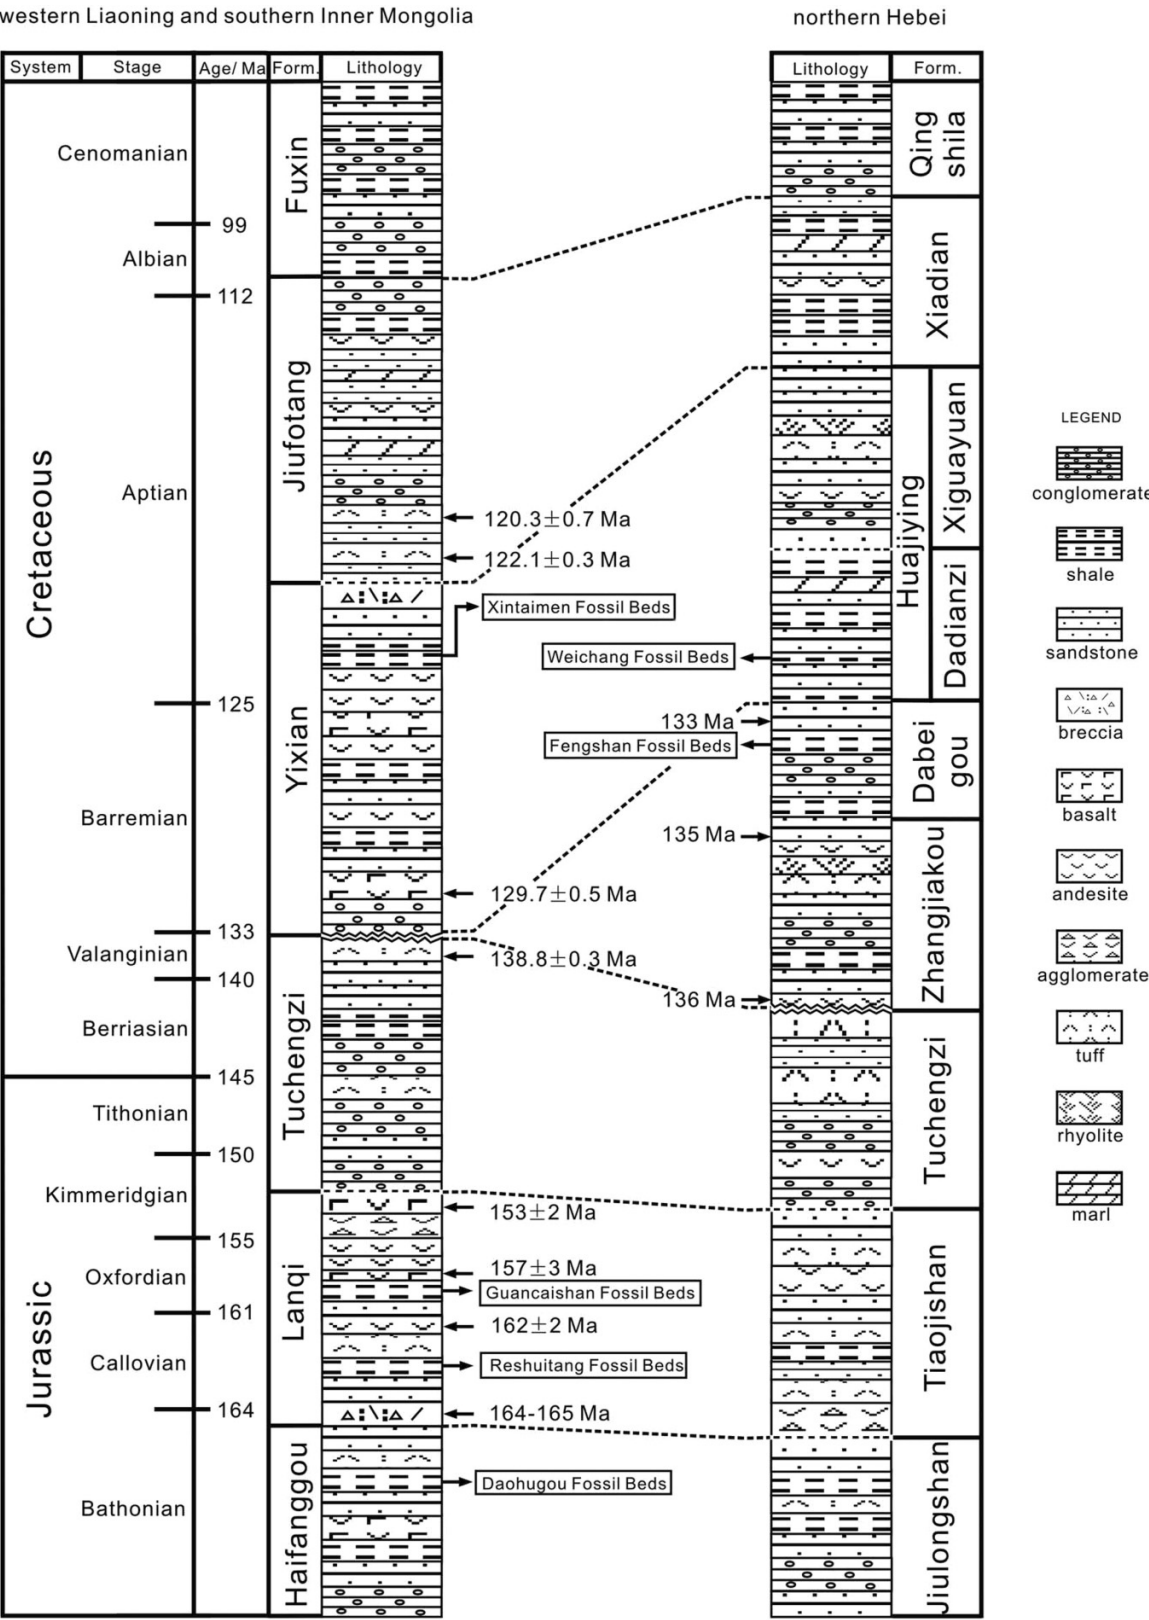 western Liaoning and southern Inner Mongolia
northern Hebei
System
Stage
Age/ Ma
Form.
Lithology
Lithology
Form.
Cretaceous
Jurassic
Cenomanian
99
Albian
112
Aptian
125
Barremian
133
Valanginian
140
Berriasian
145
Tithonian
150
Kimmeridgian
155
Oxfordian
161
Callovian
164
Bathonian
Fuxin
Jiufotang
Yixian
Tuchengzi
Lanqi
Haifanggou
120.3±0.7 Ma
122.1±0.3 Ma
Xintaimen Fossil Beds
Weichang Fossil Beds
133 Ma
Fengshan Fossil Beds
135 Ma
129.7±0.5 Ma
138.8±0.3 Ma
136 Ma
153±2 Ma
157±3 Ma
Guancaishan Fossil Beds
162±2 Ma
Reshuitang Fossil Beds
164-165 Ma
Daohugou Fossil Beds
Qing
shila
Xiadian
Huajiying
Xiguayuan
Dadianzi
Dabei
gou
Zhangjiakou
Tuchengzi
Tiaojishan
Jiulongshan
LEGEND
conglomerate
shale
sandstone
breccia
basalt
andesite
agglomerate
tuff
rhyolite
marl